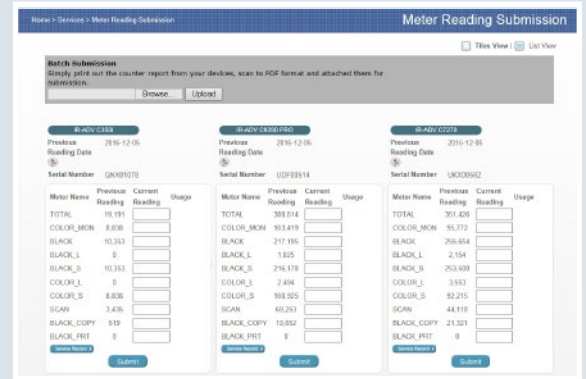 Home > Services > Meter Reading Submission
Meter Reading Submission
Tiles View | List View
Batch Submission
Simply print out the counter report from your devices, scan to PDF format and attached them for
submission.
Browse... Upload
IR-ADV
Previous 2016-12-05
Reading Date
Serial Number
Meter Name Previous Reading Current Reading Usage
TOTAL 19,191
COLOR_MON 8,838
BLACK 10,353
BLACK_L 0
BLACK_S 10,353
COLOR_L 0
COLOR_S 8,838
SCAN 3,435
BLACK_COPY
BLACK_PRT 0
Service Record
Submit
IR-ADV PRO
Previous 2016-12-05
Reading Date
Serial Number
Meter Name Previous Reading Current Reading Usage
TOTAL
COLOR_MON 163,419
BLACK 217,195
BLACK_L 1,025
BLACK_S 216,170
COLOR_L 2,494
COLOR_S 160,925
SCAN 69,263
BLACK_COPY
BLACK_PRT 0
Service Record
Submit
IR-ADV
Previous 2016-12-05
Reading Date
Serial Number
Meter Name Previous Reading Current Reading Usage
TOTAL 351,426
COLOR_MON 95,772
BLACK 255,654
BLACK_L 2,154
BLACK_S 253,500
COLOR_L 3,553
COLOR_S 92,215
SCAN 44,110
BLACK_COPY 21,321
BLACK_PRT 0
Service Record
Submit